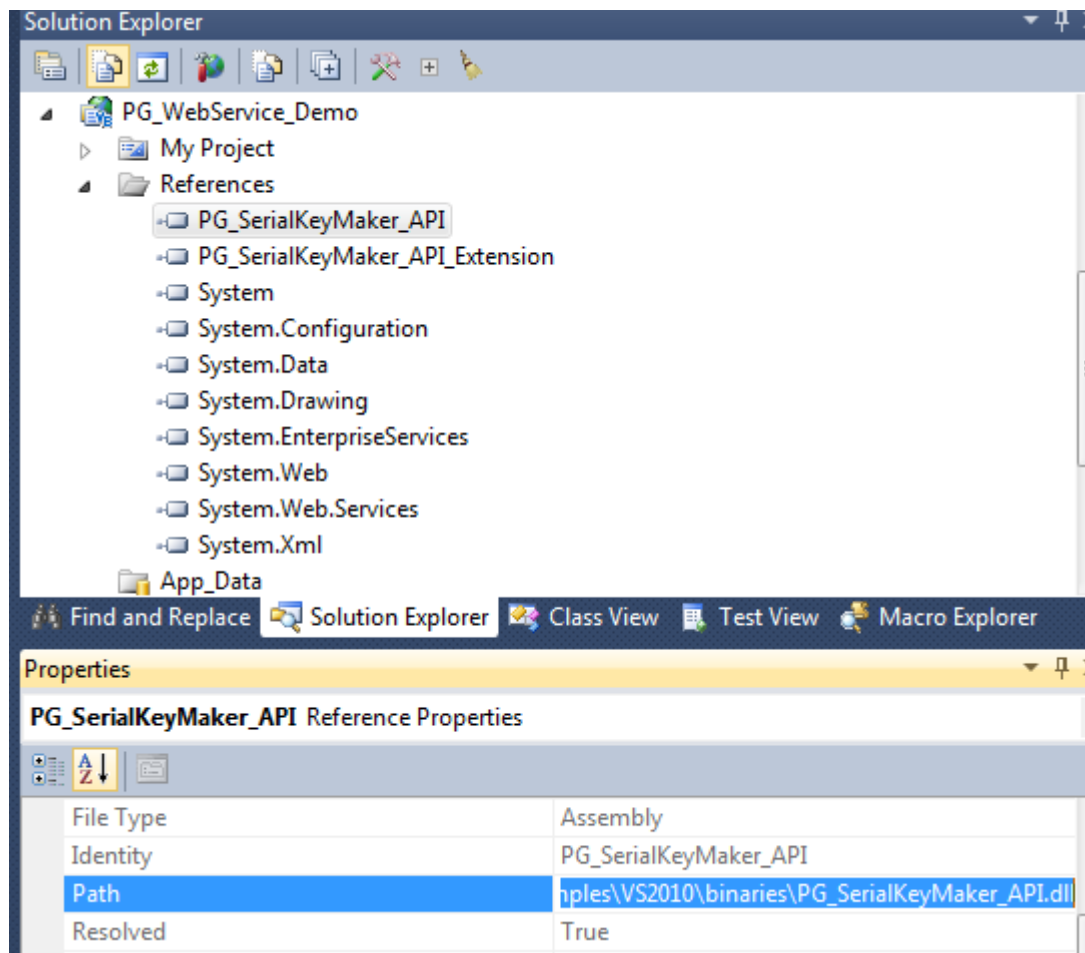 Solution Explorer
PG_WebService_Demo
My Project
References
PG_SerialKeyMaker_API
PG_SerialKeyMaker_API_Extension
System
System.Configuration
System.Data
System.Drawing
System.EnterpriseServices
System.Web
System.Web.Services
System.Xml
App_Data
Find and Replace Solution Explorer Class View Test View Macro Explorer
Properties
PG_SerialKeyMaker_API Reference Properties
File Type Assembly
Identity PG_SerialKeyMaker_API
Path nples\VS2010\binaries\PG_SerialKeyMaker_API.dll
Resolved True